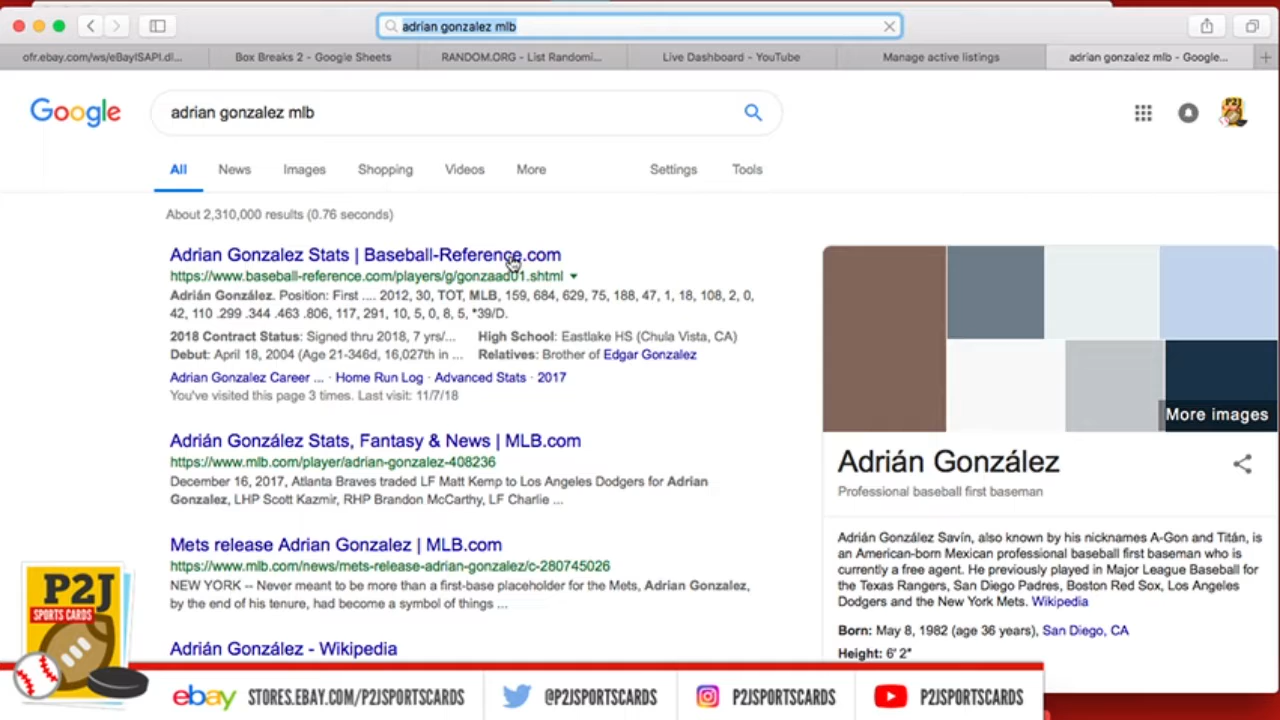 adrian gonzalez mlb
ofr.ebay.com/ws/eBayISAPI.dl...
Box Breaks 2 - Google Sheets
RANDOM.ORG - List Randomi...
Live Dashboard - YouTube
Manage active listings
adrian gonzalez mlb - Google...
Google
adrian gonzalez mlb
All
News
Images
Shopping
Videos
More
Settings
Tools
About 2,310,000 results (0.76 seconds)
Adrian Gonzalez Stats | Baseball-Reference.com
https://www.baseball-reference.com/players/g/gonzaad01.shtml
Adrián González. Position: First .... 2012, 30, TOT, MLB, 159, 684, 629, 75, 188, 47, 1, 18, 108, 2, 0,
42, 110 .299 .344 .463 .806, 117, 291, 10, 5, 0, 8, 5, *39/D.
2018 Contract Status: Signed thru 2018, 7 yrs/... High School: Eastlake HS (Chula Vista, CA)
Debut: April 18, 2004 (Age 21-346d, 16,027th in ... Relatives: Brother of Edgar Gonzalez
Adrian Gonzalez Career ... · Home Run Log · Advanced Stats · 2017
You've visited this page 3 times. Last visit: 11/7/18
Adrián González Stats, Fantasy & News | MLB.com
https://www.mlb.com/player/adrian-gonzalez-408236
December 16, 2017, Atlanta Braves traded LF Matt Kemp to Los Angeles Dodgers for Adrian
Gonzalez, LHP Scott Kazmir, RHP Brandon McCarthy, LF Charlie ...
Mets release Adrian Gonzalez | MLB.com
https://www.mlb.com/news/mets-release-adrian-gonzalez/c-280745026
NEW YORK -- Never meant to be more than a first-base placeholder for the Mets, Adrian Gonzalez,
by the end of his tenure, had become a symbol of things ...
Adrián González - Wikipedia
More images
Adrián González
Professional baseball first baseman
Adrián González Savín, also known by his nicknames A-Gon and Titán, is
an American-born Mexican professional baseball first baseman who is
currently a free agent. He previously played in Major League Baseball for
the Texas Rangers, San Diego Padres, Boston Red Sox, Los Angeles
Dodgers and the New York Mets. Wikipedia
Born: May 8, 1982 (age 36 years), San Diego, CA
Height: 6′ 2″
P2J
SPORTS CARDS
ebay STORES.EBAY.COM/P2JSPORTSCARDS
@P2JSPORTSCARDS
P2JSPORTSCARDS
P2JSPORTSCARDS